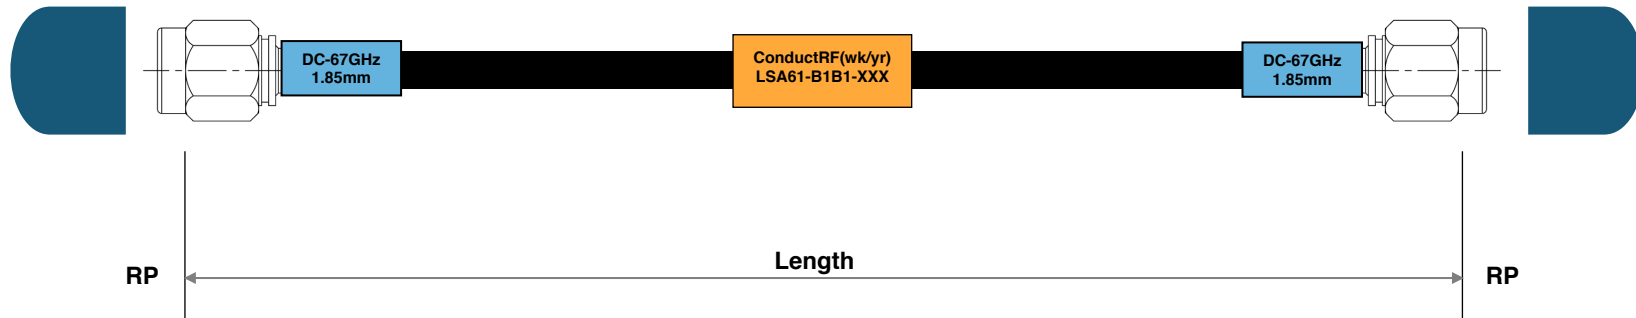 DC-67GHz
1.85mm
ConductRF(wk/yr)
LSA61-B1B1-XXX
DC-67GHz
1.85mm
Length
RP
RP